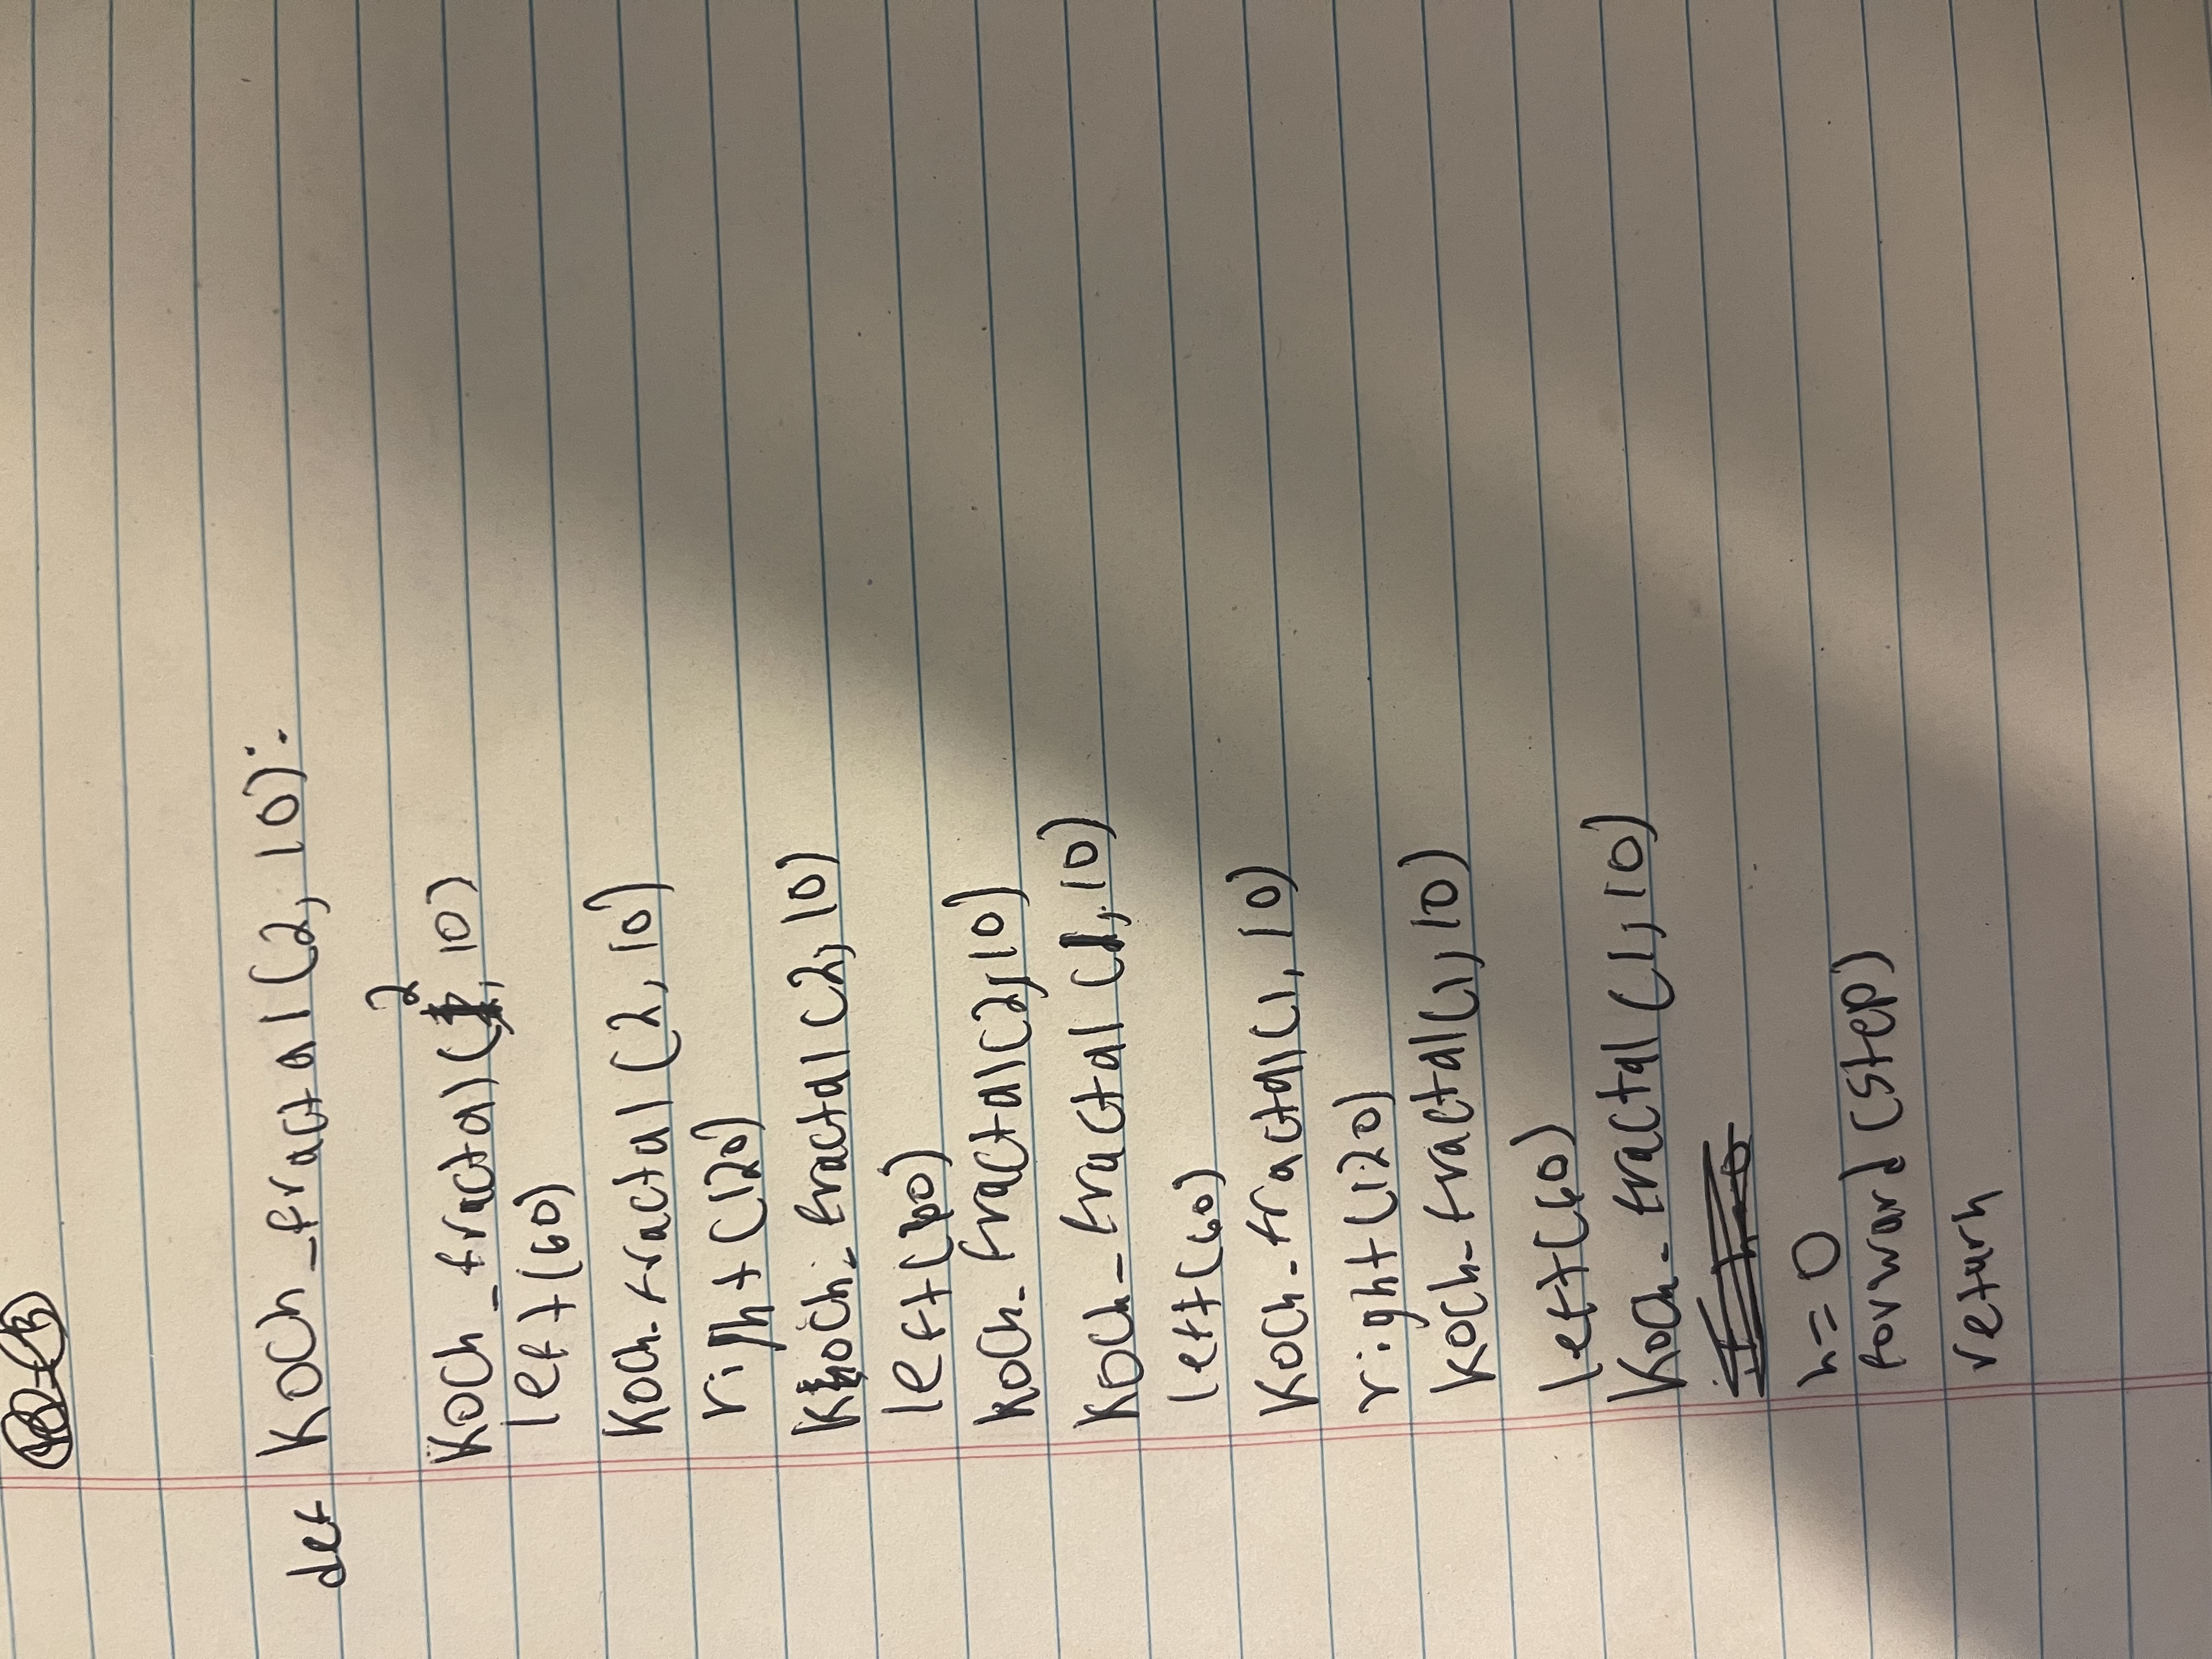 def Koch_fractal(2, 10):
Koch_fractal(2, 10)
left(60)
Koch_fractal(2, 10)
right(120)
Koch_fractal(2, 10)
left(60)
Koch_fractal(2, 10)
Koch_fractal(1, 10)
left(60)
Koch_fractal(1, 10)
right(120)
Koch_fractal(1, 10)
left(60)
Koch_fractal(1, 10)
n= 0
forward(step)
return